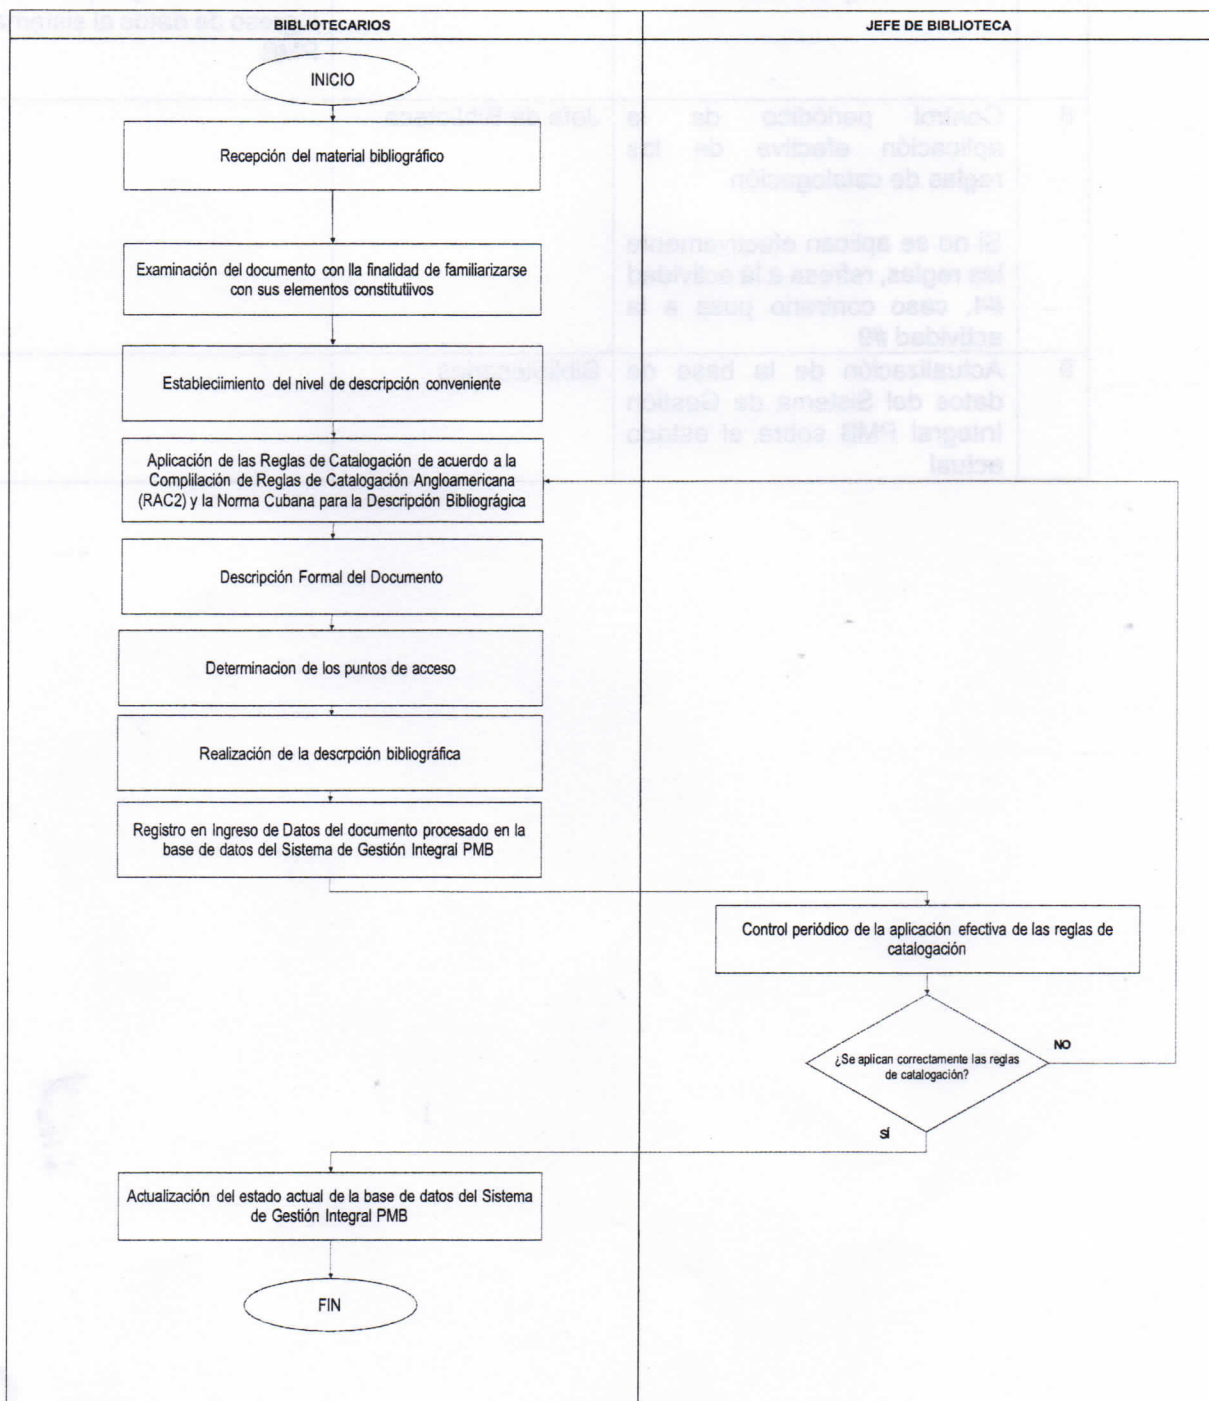 BIBLIOTECARIOS
JEFE DE BIBLIOTECA
INICIO
Recepción del material bibliográfico
Examinación del documento con lla finalidad de familiarizarse
con sus elementos constitutiivos
Estableciimiento del nivel de descripción conveniente
Aplicación de las Reglas de Catalogación de acuerdo a la
Complilación de Reglas de Catalogación Angloamericana
(RAC2) y la Norma Cubana para la Descripción Bibliográgica
Descripción Formal del Documento
Determinacion de los puntos de acceso
Realización de la descrpción bibliográfica
Registro en Ingreso de Datos del documento procesado en la
base de datos del Sistema de Gestión Integral PMB
Control periódico de la aplicación efectiva de las reglas de
catalogación
¿Se aplican correctamente las reglas
de catalogación?
NO
SÍ
Actualización del estado actual de la base de datos del Sistema
de Gestión Integral PMB
FIN